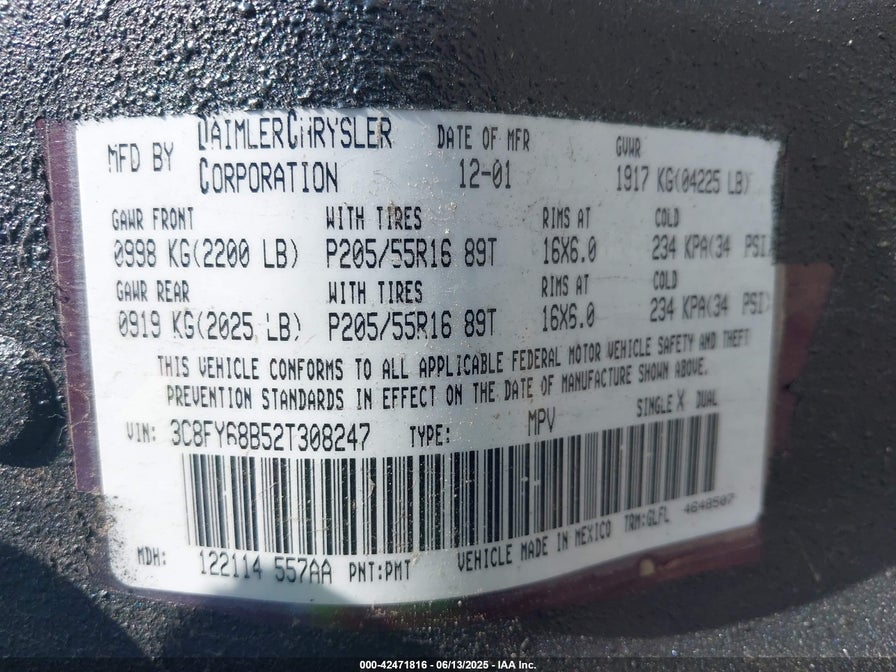 MFD BY DAIMLERCHRYSLER CORPORATION DATE OF MFR 12-01 GVWR 1917 KG(04225 LB)
GAWR FRONT WITH TIRES RIMS AT COLD
0998 KG(2200 LB) P205/55R16 89T 16X6.0 234 KPA(34 PSI)
GAWR REAR WITH TIRES RIMS AT COLD
0919 KG(2025 LB) P205/55R16 89T 16X6.0 234 KPA(34 PSI)
THIS VEHICLE CONFORMS TO ALL APPLICABLE FEDERAL MOTOR VEHICLE SAFETY AND THEFT
PREVENTION STANDARDS IN EFFECT ON THE DATE OF MANUFACTURE SHOWN ABOVE.
VIN: 3C8FY68B52T308247 TYPE: MPV SINGLE X DUAL
MDH: 122114 557AA PNT:PMT VEHICLE MADE IN MEXICO TRM:GLFL 4648507
000-42471816 - 06/13/2025 - IAA Inc.